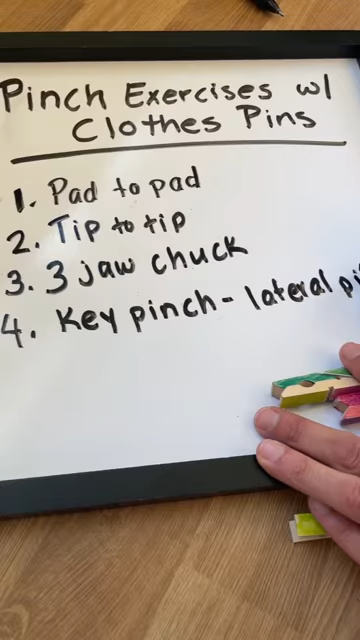 Pinch Exercises w/
Clothes Pins
1. Pad to pad
2. Tip to tip
3. 3 jaw chuck
4. Key pinch - lateral